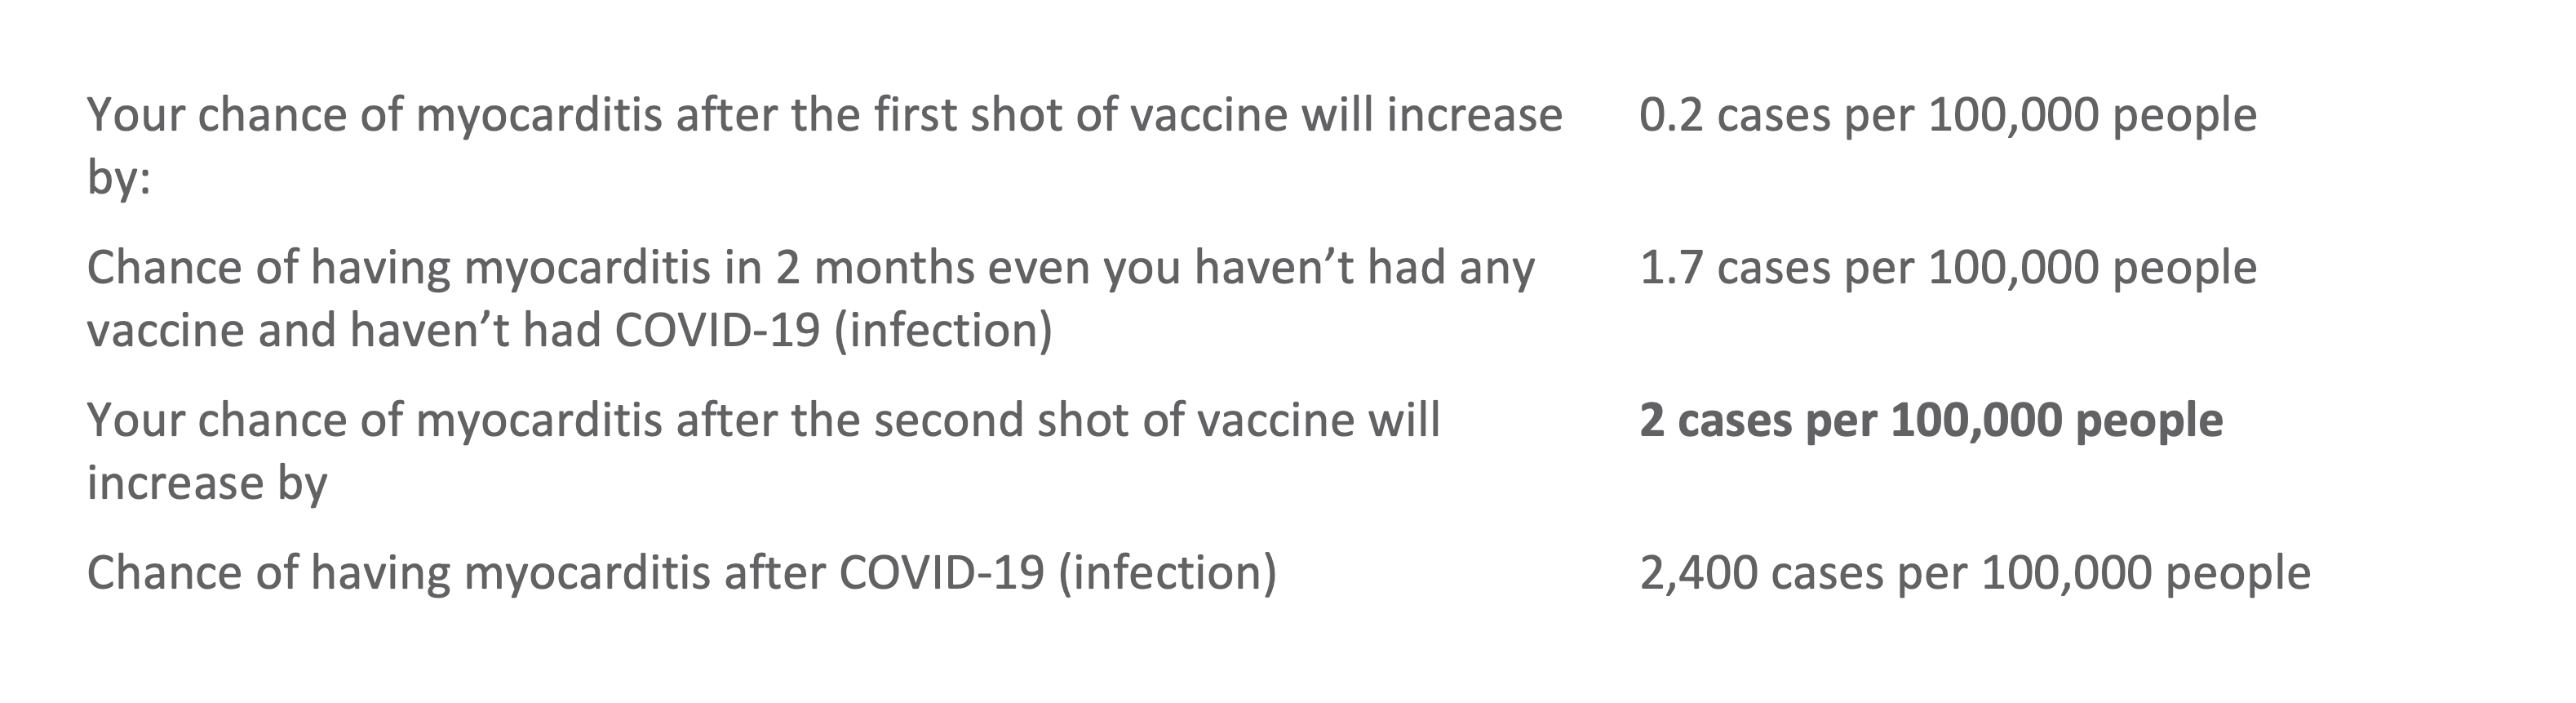 Your chance of myocarditis after the first shot of vaccine will increase by: 0.2 cases per 100,000 people
Chance of having myocarditis in 2 months even you haven’t had any vaccine and haven’t had COVID-19 (infection) 1.7 cases per 100,000 people
Your chance of myocarditis after the second shot of vaccine will increase by 2 cases per 100,000 people
Chance of having myocarditis after COVID-19 (infection) 2,400 cases per 100,000 people